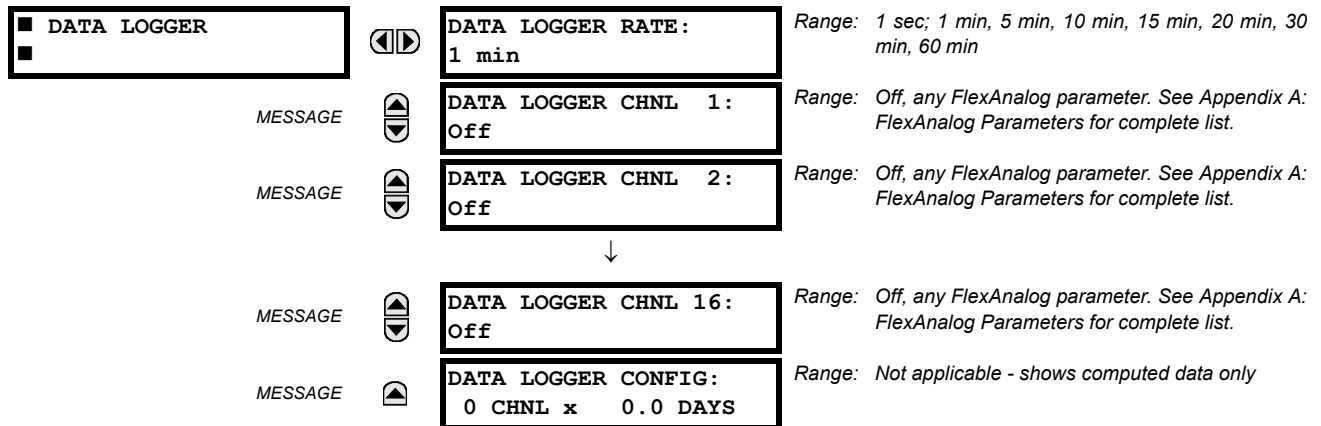 ■ DATA LOGGER
■
DATA LOGGER RATE:
1 min
Range: 1 sec; 1 min, 5 min, 10 min, 15 min, 20 min, 30
min, 60 min
MESSAGE
DATA LOGGER CHNL 1:
Off
Range: Off, any FlexAnalog parameter. See Appendix A:
FlexAnalog Parameters for complete list.
MESSAGE
DATA LOGGER CHNL 2:
Off
Range: Off, any FlexAnalog parameter. See Appendix A:
FlexAnalog Parameters for complete list.
↓
MESSAGE
DATA LOGGER CHNL 16:
Off
Range: Off, any FlexAnalog parameter. See Appendix A:
FlexAnalog Parameters for complete list.
MESSAGE
DATA LOGGER CONFIG:
0 CHNL x 0.0 DAYS
Range: Not applicable - shows computed data only